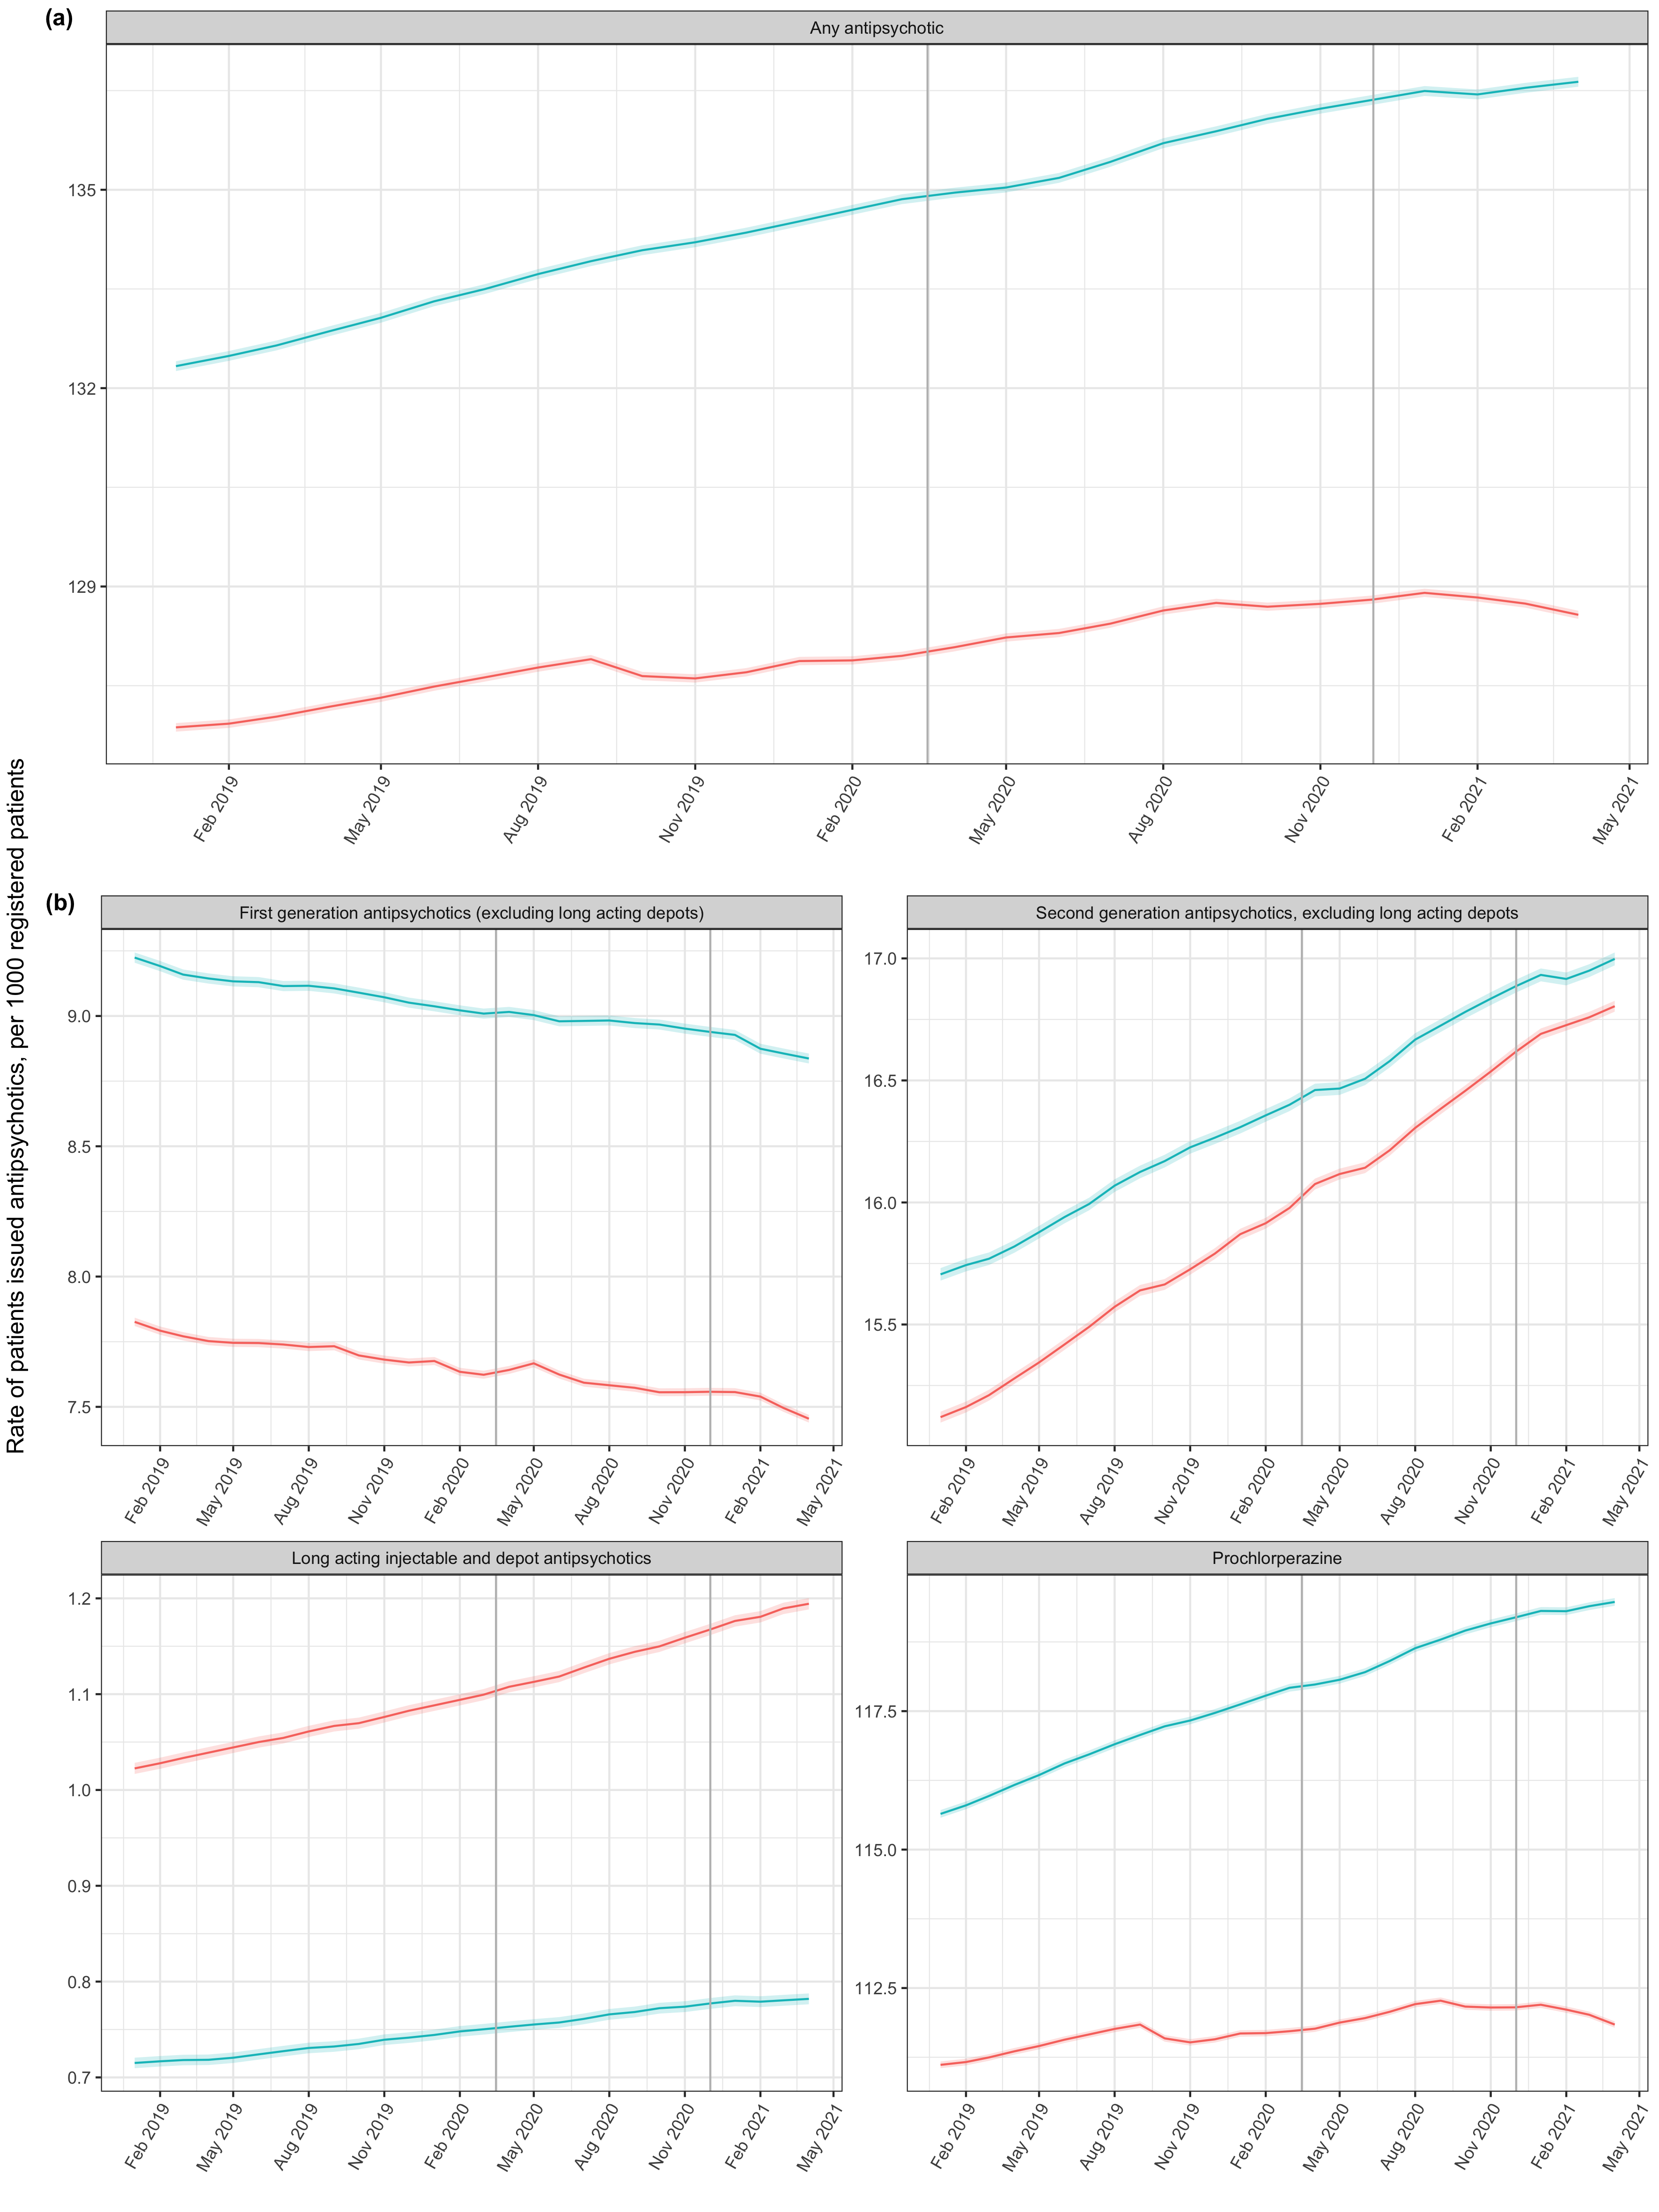 (a)
Any antipsychotic
135
132
129
Feb 2019
May 2019
Aug 2019
Nov 2019
Feb 2020
May 2020
Aug 2020
Nov 2020
Feb 2021
May 2021
Rate of patients issued antipsychotics, per 1000 registered patients
(b)
First generation antipsychotics (excluding long acting depots)
9.0
8.5
8.0
7.5
Feb 2019
May 2019
Aug 2019
Nov 2019
Feb 2020
May 2020
Aug 2020
Nov 2020
Feb 2021
May 2021
Second generation antipsychotics, excluding long acting depots
17.0
16.5
16.0
15.5
Feb 2019
May 2019
Aug 2019
Nov 2019
Feb 2020
May 2020
Aug 2020
Nov 2020
Feb 2021
May 2021
Long acting injectable and depot antipsychotics
1.2
1.1
1.0
0.9
0.8
0.7
Feb 2019
May 2019
Aug 2019
Nov 2019
Feb 2020
May 2020
Aug 2020
Nov 2020
Feb 2021
May 2021
Prochlorperazine
117.5
115.0
112.5
Feb 2019
May 2019
Aug 2019
Nov 2019
Feb 2020
May 2020
Aug 2020
Nov 2020
Feb 2021
May 2021